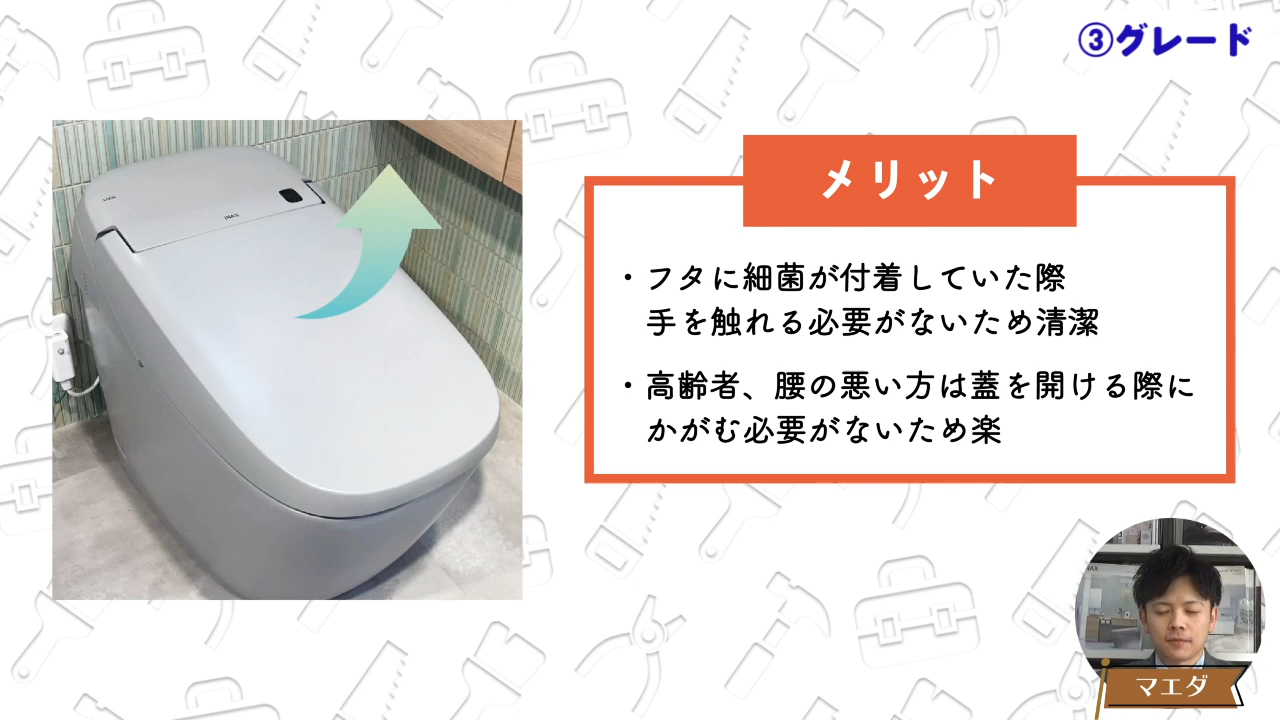 ③グレード
メリット
・フタに細菌が付着していた際
手を触れる必要がないため清潔
・高齢者、腰の悪い方は蓋を開ける際に
かがむ必要がないため楽
INAX
INAX
マエダ